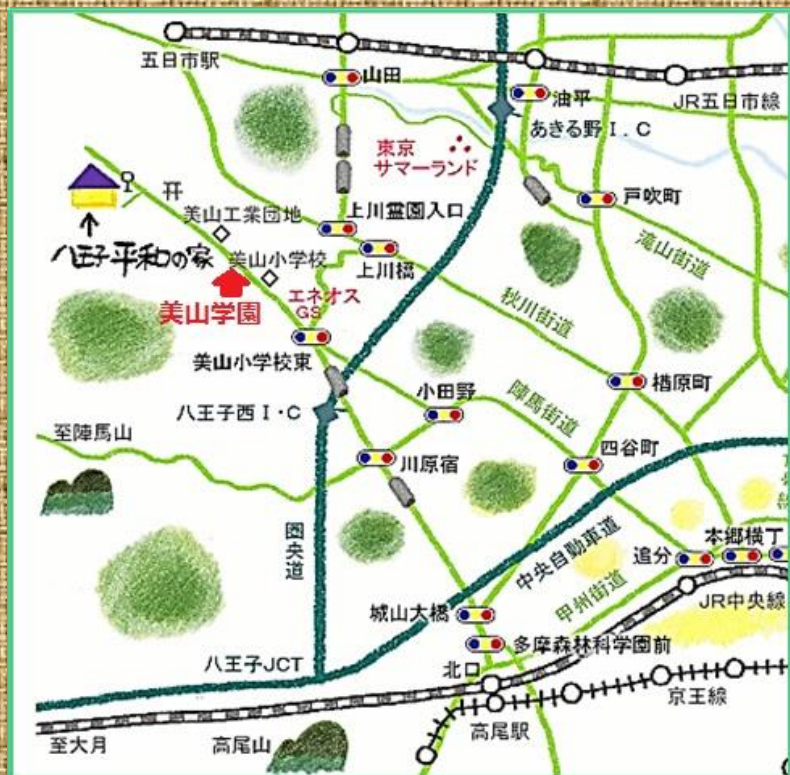 五日市駅
山田
油平
JR五日市線
あきる野I.C
東京
サマーランド
戸吹町
上川霊園入口
美山工業団地
滝山街道
八王子平和の家
美山小学校
上川橋
美山学園
エネオス
GS
秋川街道
美山小学校東
楢原町
小田野
陣馬街道
八王子西I・C
至陣馬山
四谷町
川原宿
圏央道
中央自動車道
追分
本郷横丁
甲州街道
JR中央線
城山大橋
多摩森林科学園前
八王子JCT
北口
京王線
至大月
高尾山
高尾駅